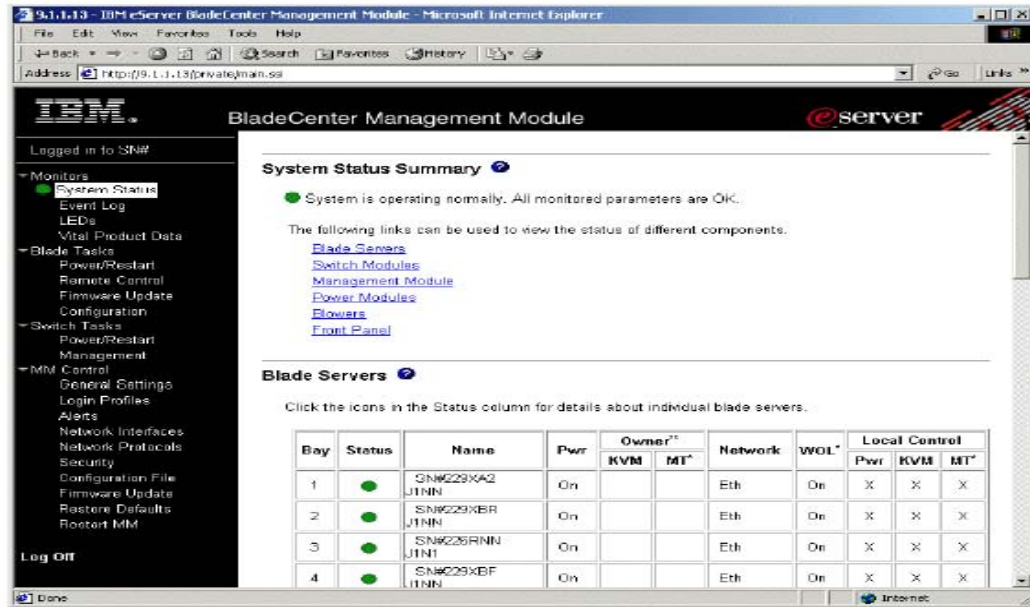 9.1.1.13 - IBM eServer BladeCenter Management Module - Microsoft Internet Explorer
File Edit View Favorites Tools Help
Back Search Favorites History
Address http://9.1.1.13/private/main.ssi Go Links »
IBM. BladeCenter Management Module eserver
Logged in to SN#
Monitors
System Status
Event Log
LEDs
Vital Product Data
Blade Tasks
Power/Restart
Remote Control
Firmware Update
Configuration
Switch Tasks
Power/Restart
Management
MM Control
General Settings
Login Profiles
Alerts
Network Interfaces
Network Protocols
Security
Configuration File
Firmware Update
Restore Defaults
Restart MM
Log Off
System Status Summary ?
System is operating normally. All monitored parameters are OK.
The following links can be used to view the status of different components.
Blade Servers
Switch Modules
Management Module
Power Modules
Blowers
Front Panel
Blade Servers ?
Click the icons in the Status column for details about individual blade servers.
Bay Status Name Pwr Owner** Network WOL* Local Control
KVM MT* Pwr KVM MT*
1 SN#229XA2 J1NN On Eth On X X X
2 SN#229XBR J1NN On Eth On X X X
3 SN#226RNN J1N1 On Eth On X X X
4 SN#229XBF J1NN On Eth On X X X
Done Internet